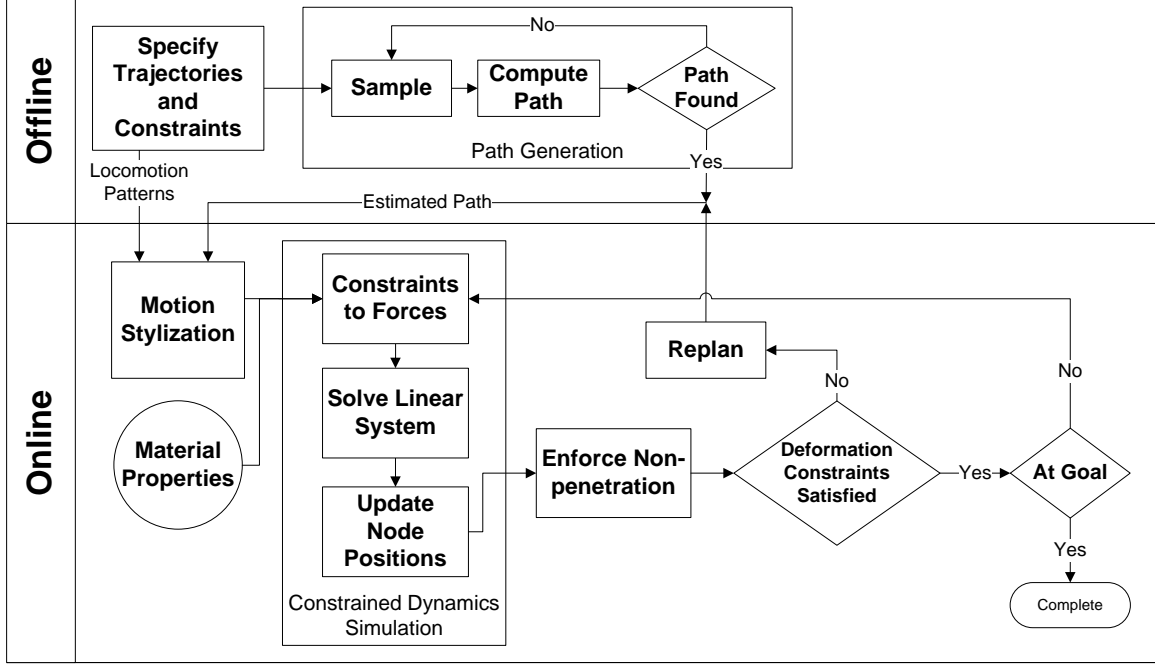 Offline
Specify
Trajectories
and
Constraints
No
Sample
Compute
Path
Path
Found
Path Generation
Yes
Locomotion
Patterns
Estimated Path
Online
Motion
Stylization
Material
Properties
Constraints
to Forces
Solve Linear
System
Update
Node
Positions
Constrained Dynamics
Simulation
Enforce Non-
penetration
Replan
No
Deformation
Constraints
Satisfied
Yes
No
At Goal
Yes
Complete